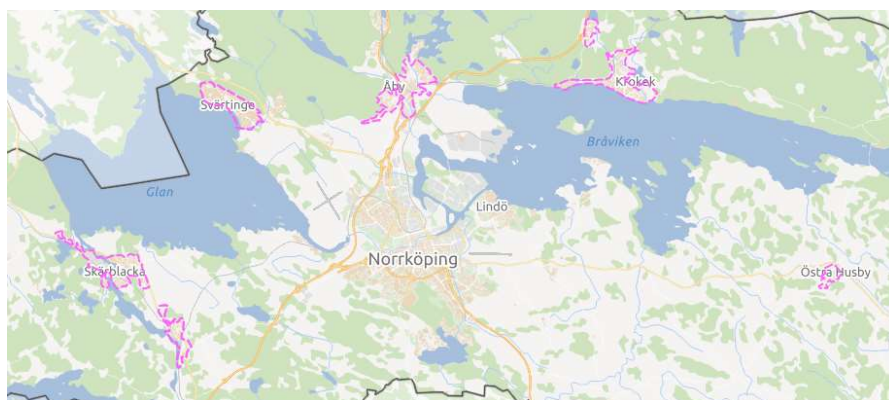 Krokek
Åby
Svärtinge
Bråviken
Glan
Lindö
Norrköping
Skärblacka
Östra Husby